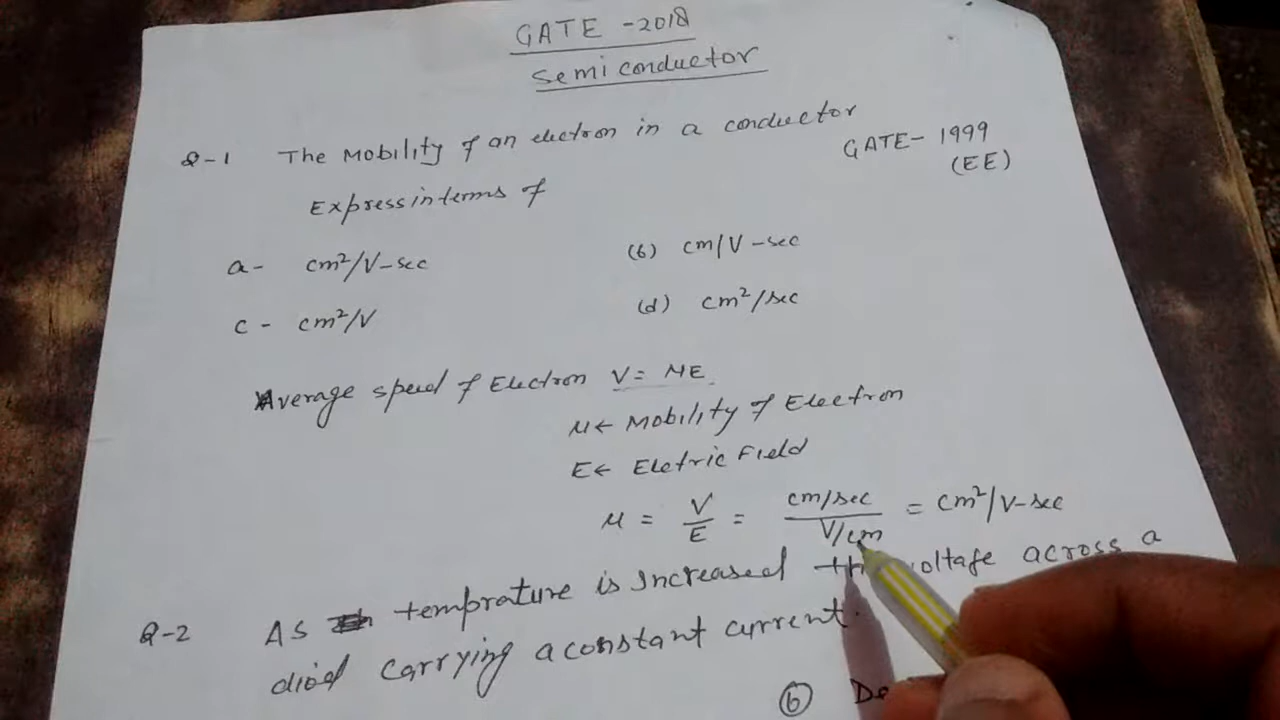 GATE -2018
Semiconductor
Q-1 The Mobility of an electron in a conductor
GATE- 1999
(EE)
Express in terms of
a- cm²/V-sec (b) cm/V-sec
c- cm²/V (d) cm²/sec
Average speed of Electron V= ME
M← Mobility of Electron
E← Eletric Field
M = V/E = cm/sec / V/cm = cm²/V-sec
Q-2 As temprature is increased the voltage across a
diod carrying a constant current.
(b) De